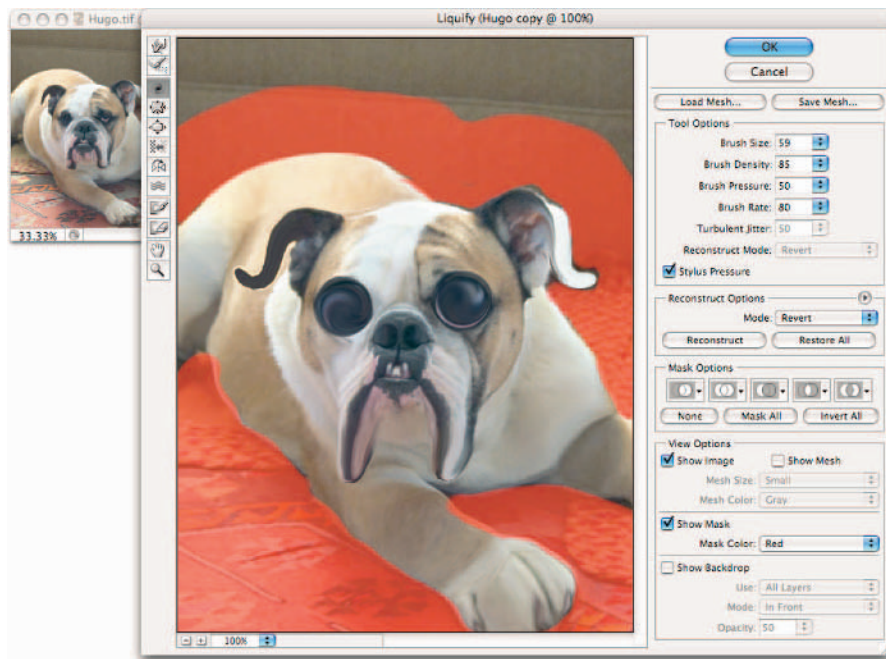 Hugo.tif
Liquify (Hugo copy @ 100%)
33.33%
100%
OK
Cancel
Load Mesh...
Save Mesh...
Tool Options
Brush Size: 59
Brush Density: 85
Brush Pressure: 50
Brush Rate: 80
Turbulent Jitter: 50
Reconstruct Mode: Revert
Stylus Pressure
Reconstruct Options
Mode: Revert
Reconstruct
Restore All
Mask Options
None
Mask All
Invert All
View Options
Show Image
Show Mesh
Mesh Size: Small
Mesh Color: Gray
Show Mask
Mask Color: Red
Show Backdrop
Use: All Layers
Mode: In Front
Opacity: 50